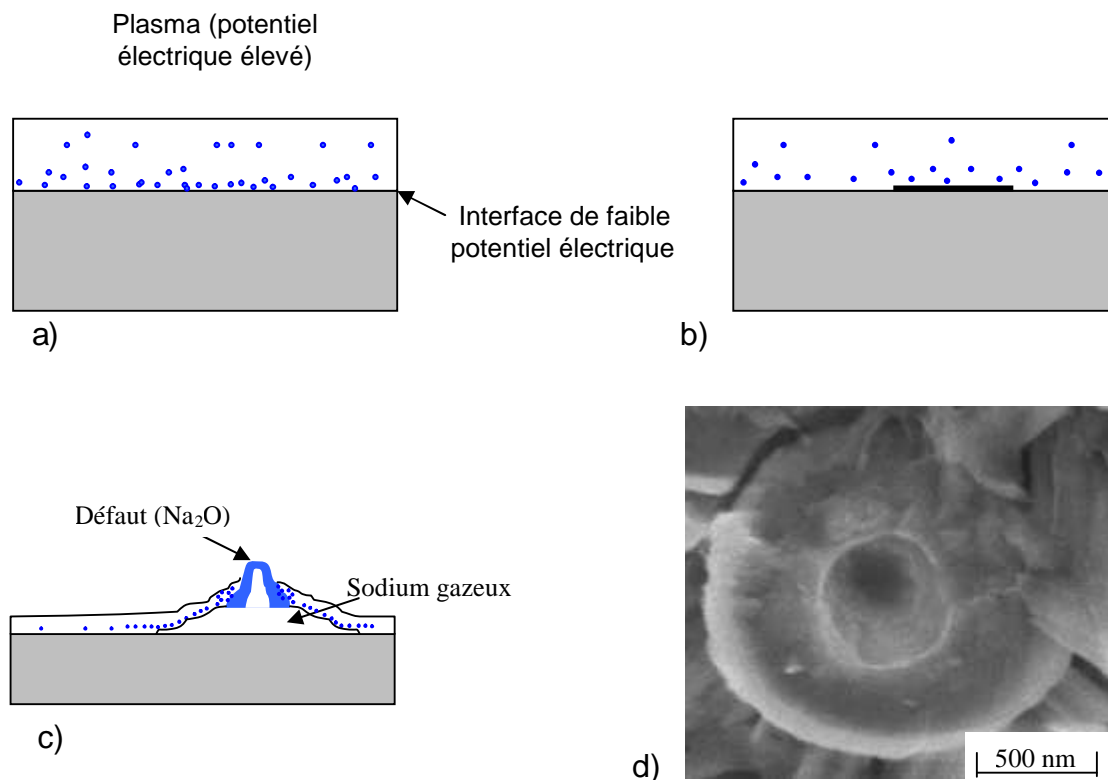 Plasma (potentiel
électrique élevé)
Interface de faible
potentiel électrique
a)
b)
Défaut (Na₂O)
Sodium gazeux
c)
d)
500 nm